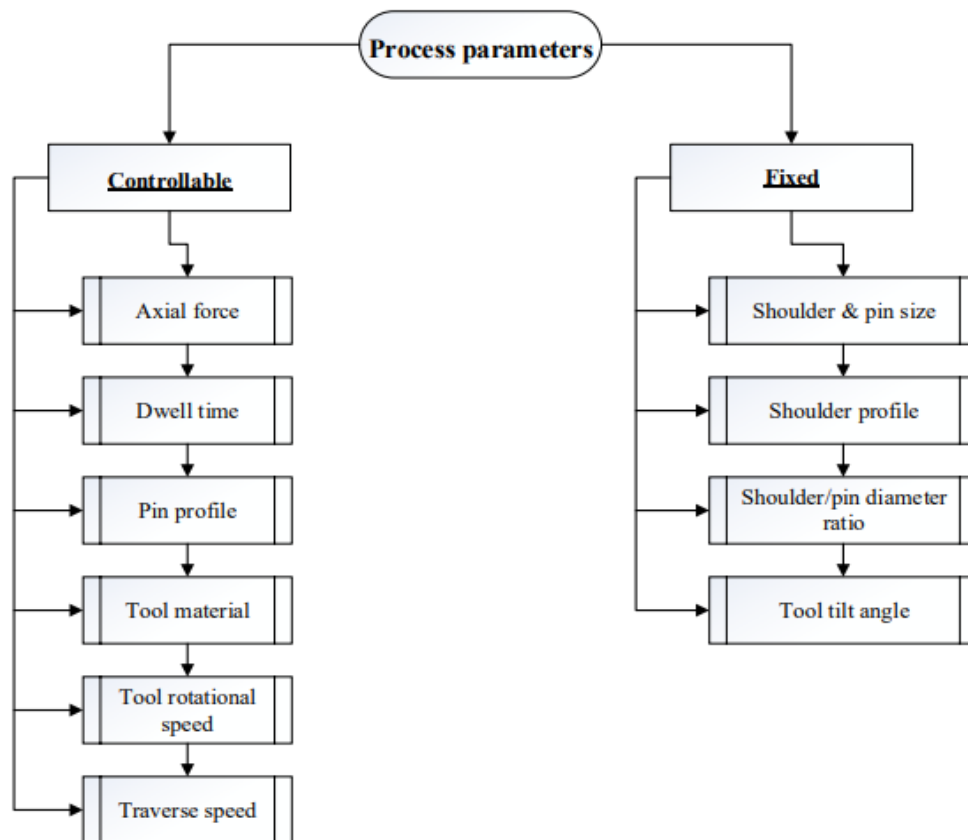 Process parameters
Controllable
Fixed
Axial force
Dwell time
Pin profile
Tool material
Tool rotational
speed
Traverse speed
Shoulder & pin size
Shoulder profile
Shoulder/pin diameter
ratio
Tool tilt angle